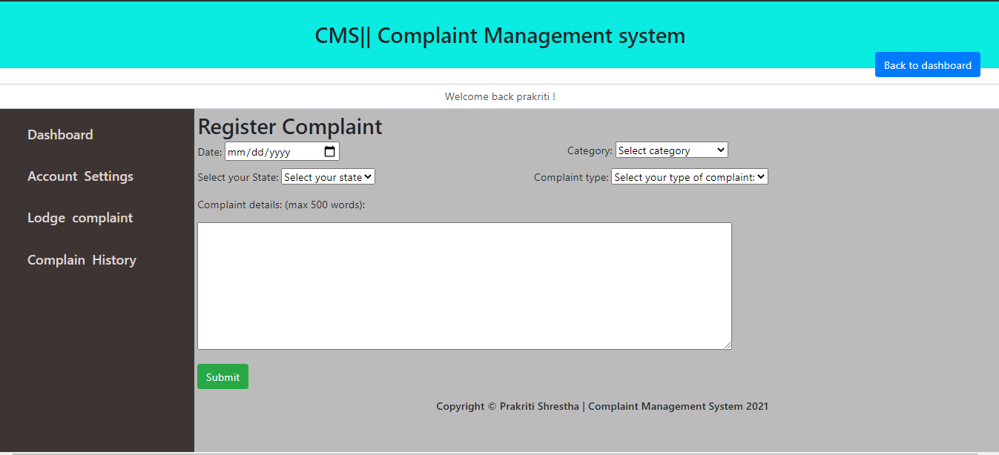 CMS|| Complaint Management system
Back to dashboard
Welcome back prakriti !
Dashboard
Account Settings
Lodge complaint
Complain History
Register Complaint
Date: mm/dd/yyyy
Category: Select category
Select your State: Select your state
Complaint type: Select your type of complaint:
Complaint details: (max 500 words):
Submit
Copyright © Prakriti Shrestha | Complaint Management System 2021